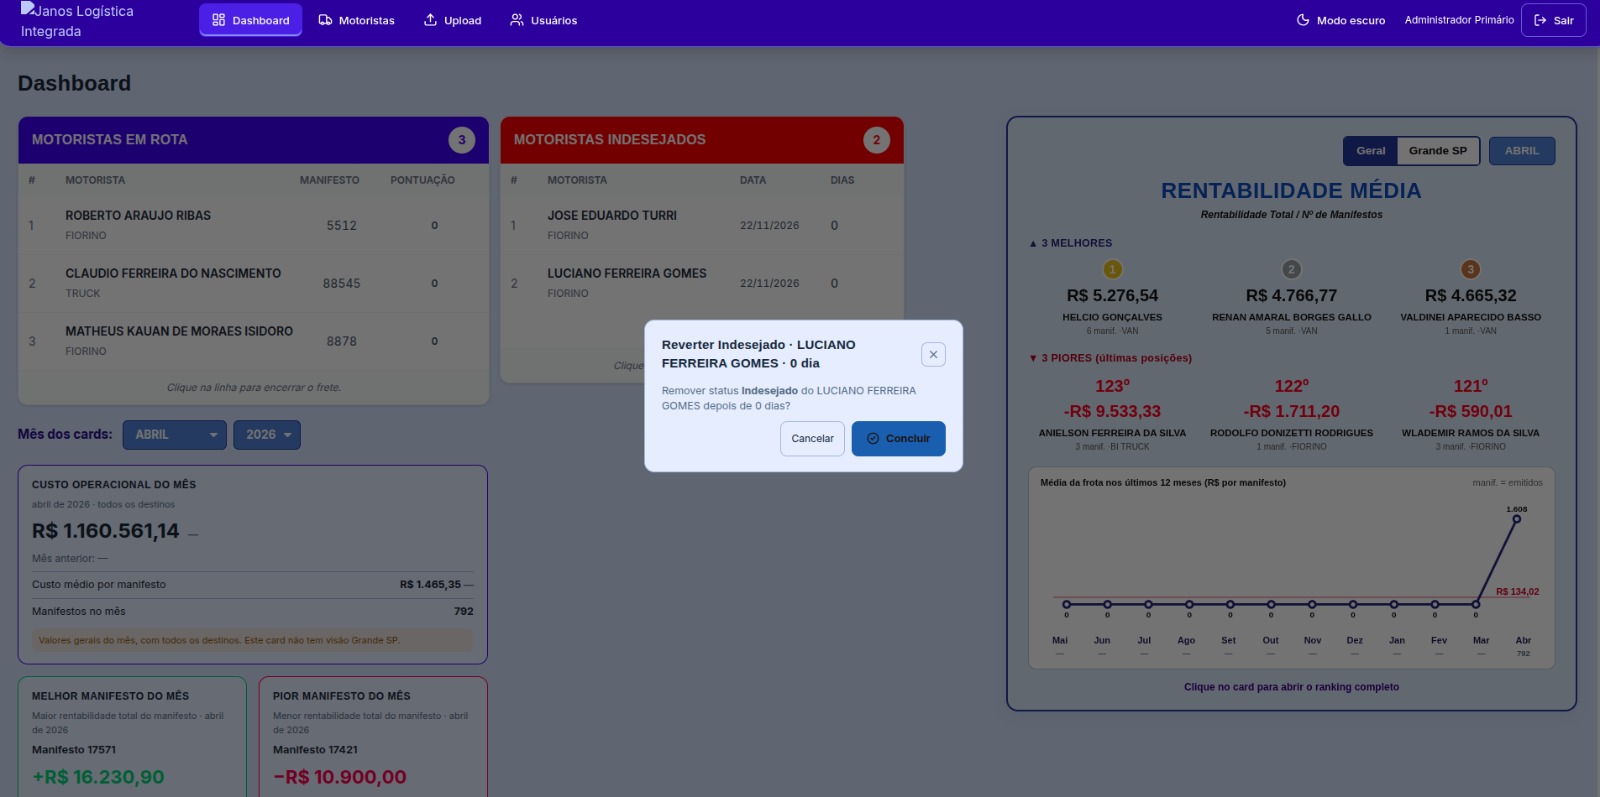 Janos Logística
Integrada
Dashboard
Motoristas
Upload
Usuários
Modo escuro
Administrador Primário
Sair
Dashboard
MOTORISTAS EM ROTA
3
# MOTORISTA MANIFESTO PONTUAÇÃO
1 ROBERTO ARAUJO RIBAS 5512 0
FIORINO
2 CLAUDIO FERREIRA DO NASCIMENTO 88545 0
TRUCK
3 MATHEUS KAUAN DE MORAES ISIDORO 8878 0
FIORINO
Clique na linha para encerrar o frete.
MOTORISTAS INDESEJADOS
2
# MOTORISTA DATA DIAS
1 JOSE EDUARDO TURRI 22/11/2026 0
FIORINO
2 LUCIANO FERREIRA GOMES 22/11/2026 0
FIORINO
Clique
Reverter Indesejado · LUCIANO
FERREIRA GOMES · 0 dia
Remover status Indesejado do LUCIANO FERREIRA
GOMES depois de 0 dias?
Cancelar
Concluir
Mês dos cards:
ABRIL
2026
CUSTO OPERACIONAL DO MÊS
abril de 2026 · todos os destinos
R$ 1.160.561,14 —
Mês anterior: —
Custo médio por manifesto R$ 1.465,35 —
Manifestos no mês 792
Valores gerais do mês, com todos os destinos. Este card não tem visão Grande SP.
MELHOR MANIFESTO DO MÊS
Maior rentabilidade total do manifesto · abril
de 2026
Manifesto 17571
+R$ 16.230,90
PIOR MANIFESTO DO MÊS
Menor rentabilidade total do manifesto · abril
de 2026
Manifesto 17421
−R$ 10.900,00
Geral
Grande SP
ABRIL
RENTABILIDADE MÉDIA
Rentabilidade Total / Nº de Manifestos
▲ 3 MELHORES
1 2 3
R$ 5.276,54 R$ 4.766,77 R$ 4.665,32
HELCIO GONÇALVES RENAN AMARAL BORGES GALLO VALDINEI APARECIDO BASSO
6 manif. ·VAN 5 manif. ·VAN 1 manif. ·VAN
▼ 3 PIORES (últimas posições)
123º 122º 121º
-R$ 9.533,33 -R$ 1.711,20 -R$ 590,01
ANIELSON FERREIRA DA SILVA RODOLFO DONIZETTI RODRIGUES WLADEMIR RAMOS DA SILVA
3 manif. ·BI TRUCK 1 manif. ·FIORINO 3 manif. ·FIORINO
Média da frota nos últimos 12 meses (R$ por manifesto) manif. = emitidos
1.608
R$ 134,02
0 0 0 0 0 0 0 0 0 0 0
Mai Jun Jul Ago Set Out Nov Dez Jan Fev Mar Abr
— — — — — — — — — — — 792
Clique no card para abrir o ranking completo